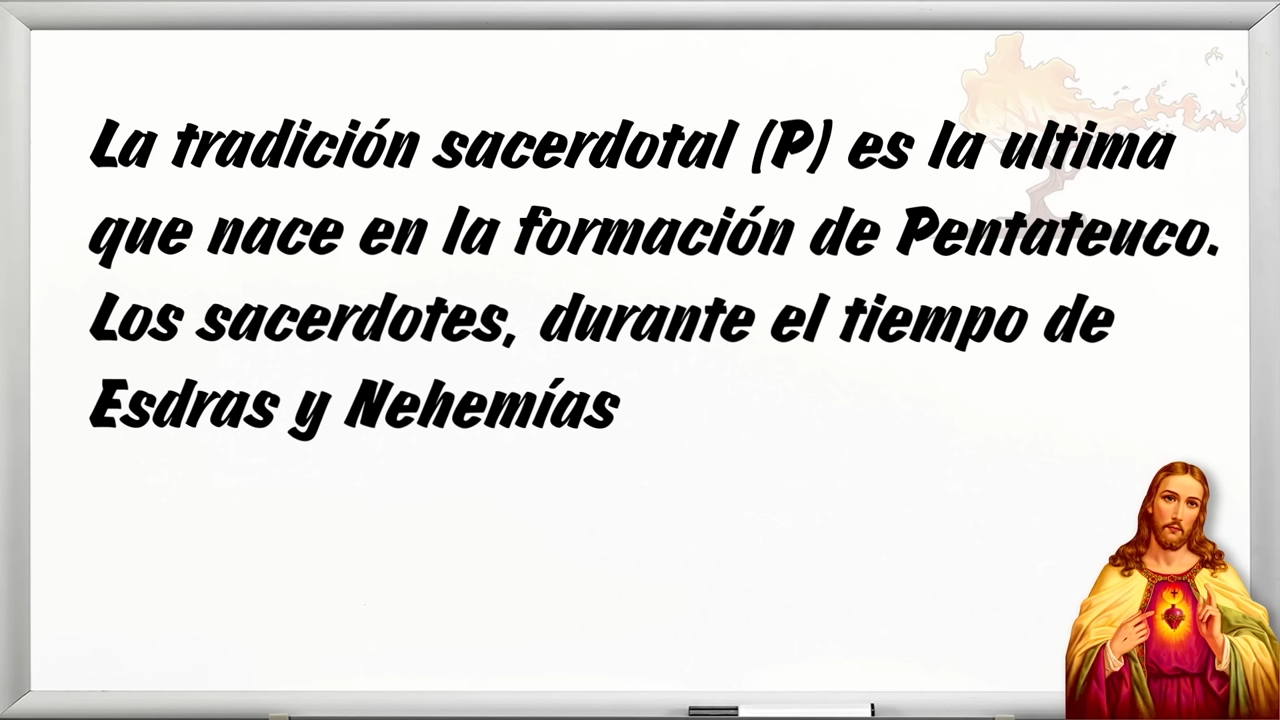 La tradición sacerdotal (P) es la ultima
que nace en la formación de Pentateuco.
Los sacerdotes, durante el tiempo de
Esdras y Nehemías